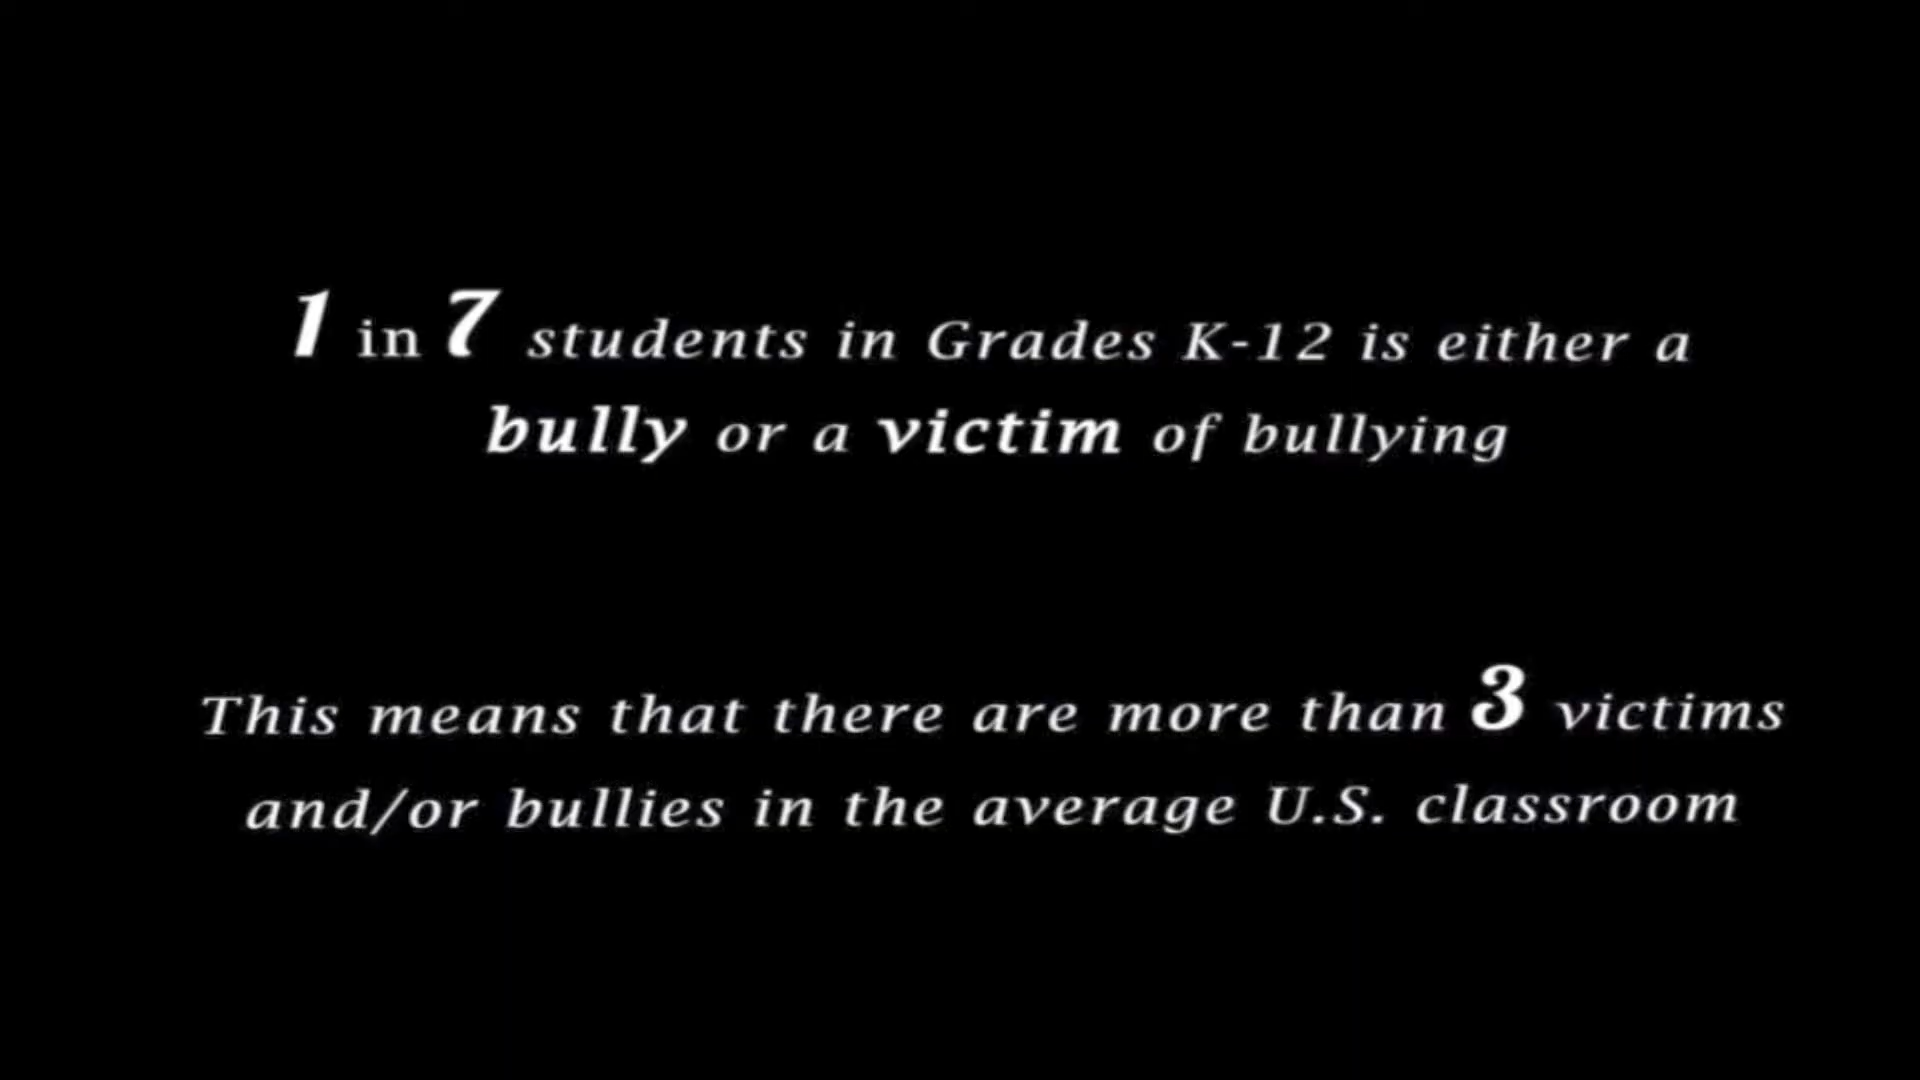 1 in 7 students in Grades K-12 is either a
bully or a victim of bullying
This means that there are more than 3 victims
and/or bullies in the average U.S. classroom